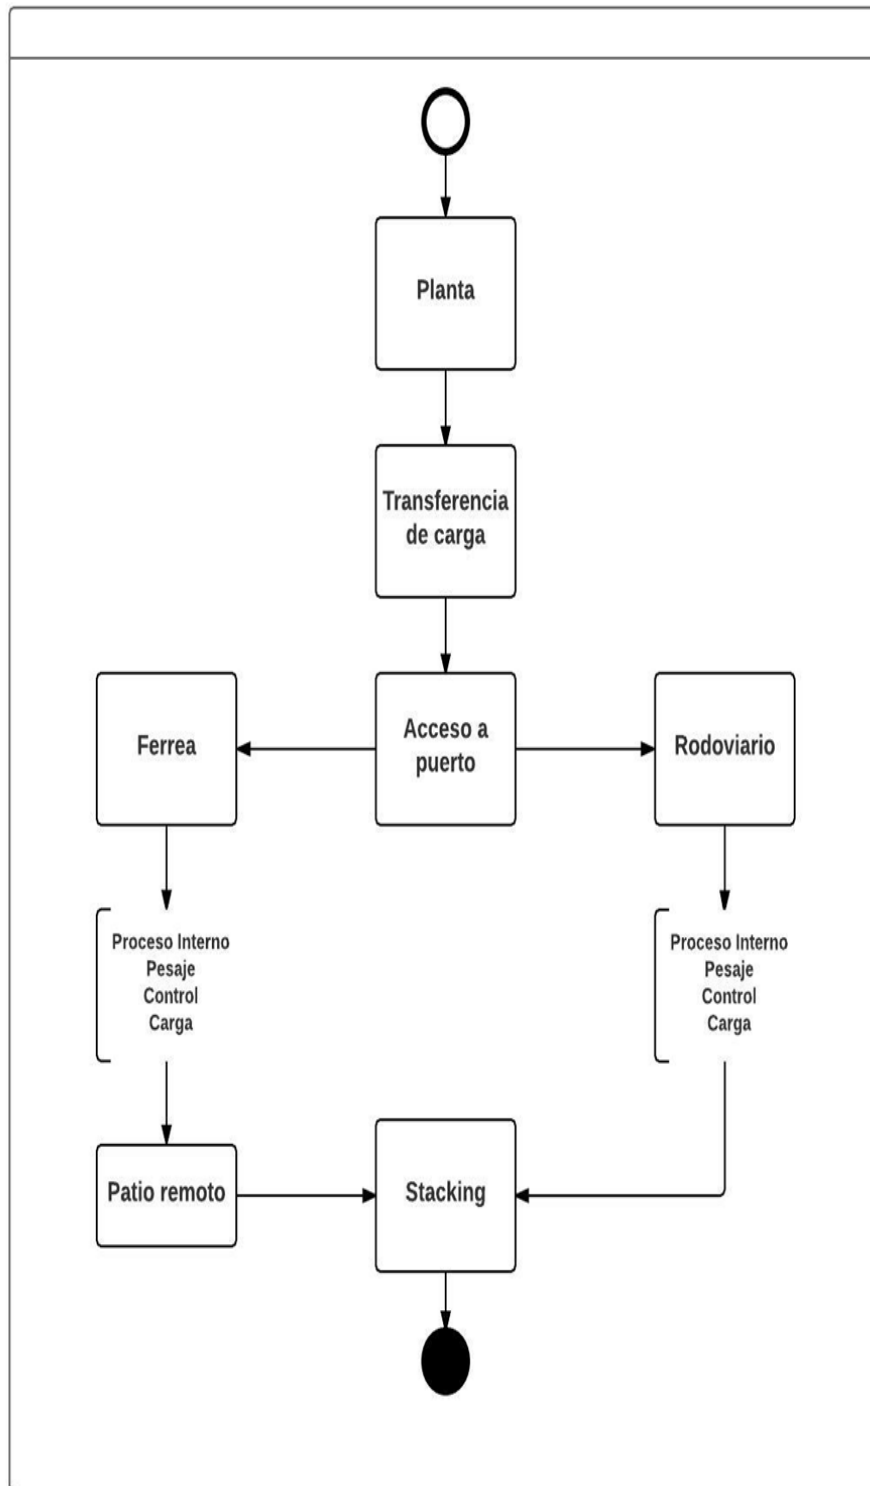 Planta
Transferencia
de carga
Ferrea
Acceso a
puerto
Rodoviario
Proceso Interno
Pesaje
Control
Carga
Proceso Interno
Pesaje
Control
Carga
Patio remoto
Stacking